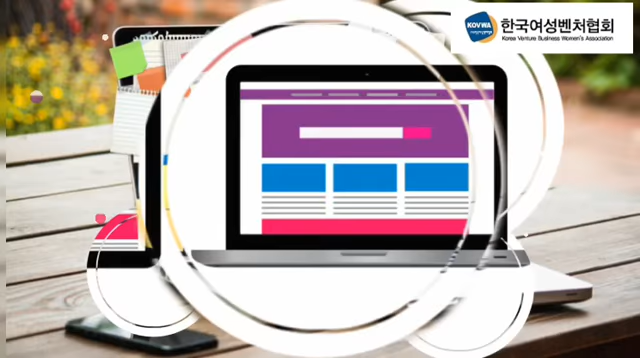 KOVWA
한국여성벤처협회
Korea Venture Business Women's Association